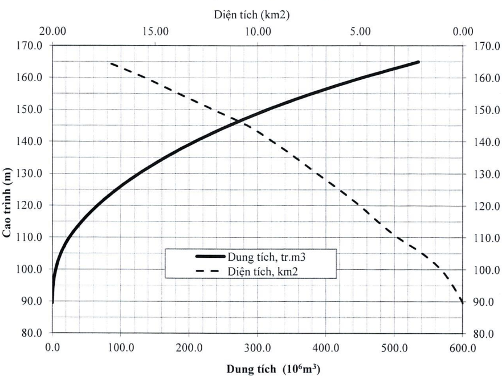 Diện tích (km2)
20.00 15.00 10.00 5.00 0.00
170.0 170.0
160.0 160.0
150.0 150.0
140.0 140.0
130.0 130.0
120.0 120.0
110.0 110.0
100.0 100.0
90.0 90.0
80.0 80.0
Cao trình (m)
Dung tích, tr.m3
Diện tích, km2
0.0 100.0 200.0 300.0 400.0 500.0 600.0
Dung tích (10⁶m³)